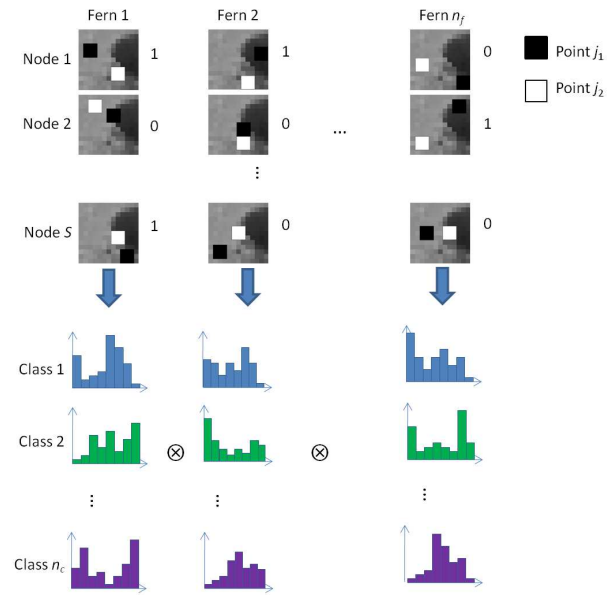 Fern 1 Fern 2 Fern n_f
Node 1 1 1 0 Point j_1
Point j_2
Node 2 0 0 ... 1
⋮
Node S 1 0 0
Class 1
Class 2 ⊗ ⊗
⋮ ⋮ ⋮
Class n_c